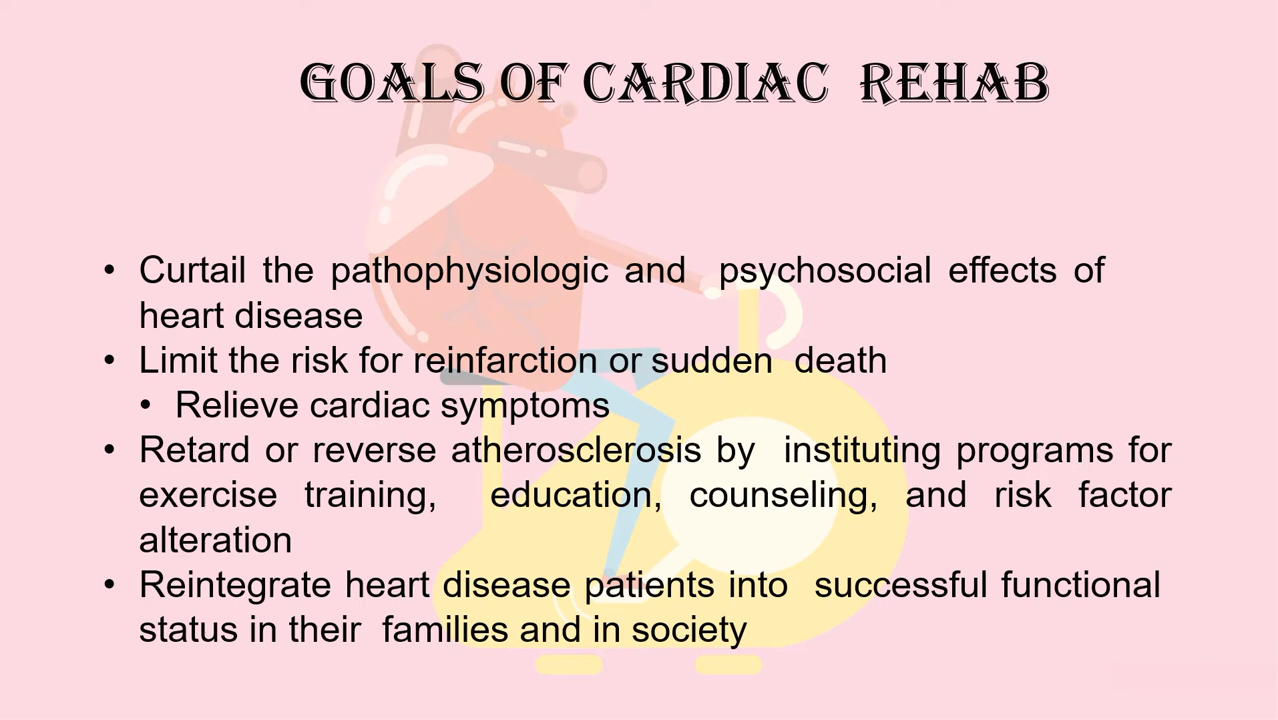 GOALS OF CARDIAC REHAB
• Curtail the pathophysiologic and psychosocial effects of
heart disease
• Limit the risk for reinfarction or sudden death
• Relieve cardiac symptoms
• Retard or reverse atherosclerosis by instituting programs for
exercise training, education, counseling, and risk factor
alteration
• Reintegrate heart disease patients into successful functional
status in their families and in society